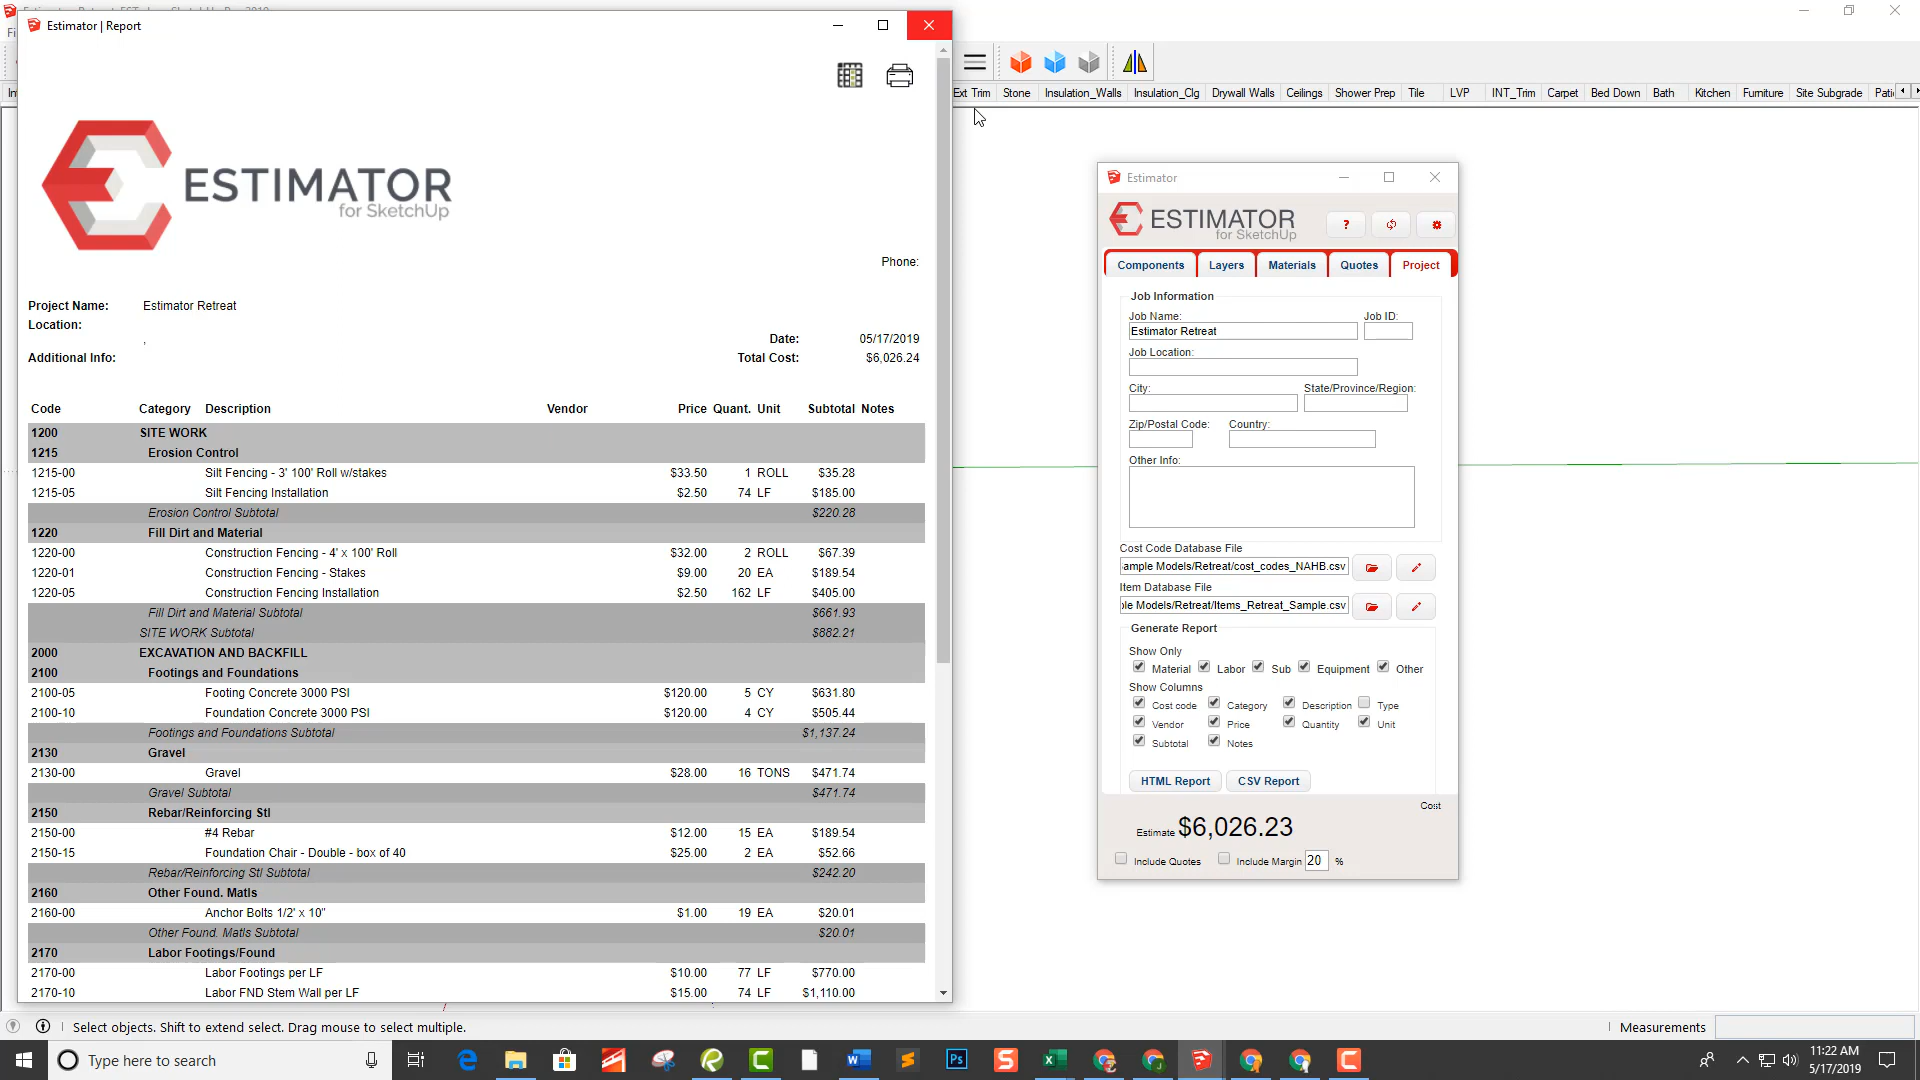 Estimator | Report
ESTIMATOR
for SketchUp
Phone:
Project Name: Estimator Retreat
Location:
,
Date: 05/17/2019
Additional Info:
Total Cost: $6,026.24
Code Category Description Vendor Price Quant. Unit Subtotal Notes
1200 SITE WORK
1215 Erosion Control
1215-00 Silt Fencing - 3' 100' Roll w/stakes $33.50 1 ROLL $35.28
1215-05 Silt Fencing Installation $2.50 74 LF $185.00
Erosion Control Subtotal $220.28
1220 Fill Dirt and Material
1220-00 Construction Fencing - 4' x 100' Roll $32.00 2 ROLL $67.39
1220-01 Construction Fencing - Stakes $9.00 20 EA $189.54
1220-05 Construction Fencing Installation $2.50 162 LF $405.00
Fill Dirt and Material Subtotal $661.93
SITE WORK Subtotal $882.21
2000 EXCAVATION AND BACKFILL
2100 Footings and Foundations
2100-05 Footing Concrete 3000 PSI $120.00 5 CY $631.80
2100-10 Foundation Concrete 3000 PSI $120.00 4 CY $505.44
Footings and Foundations Subtotal $1,137.24
2130 Gravel
2130-00 Gravel $28.00 16 TONS $471.74
Gravel Subtotal $471.74
2150 Rebar/Reinforcing Stl
2150-00 #4 Rebar $12.00 15 EA $189.54
2150-15 Foundation Chair - Double - box of 40 $25.00 2 EA $52.66
Rebar/Reinforcing Stl Subtotal $242.20
2160 Other Found. Matls
2160-00 Anchor Bolts 1/2' x 10" $1.00 19 EA $20.01
Other Found. Matls Subtotal $20.01
2170 Labor Footings/Found
2170-00 Labor Footings per LF $10.00 77 LF $770.00
2170-10 Labor FND Stem Wall per LF $15.00 74 LF $1,110.00
Ext Trim Stone Insulation_Walls Insulation_Clg Drywall Walls Ceilings Shower Prep Tile LVP INT_Trim Carpet Bed Down Bath Kitchen Furniture Site Subgrade Pati
Estimator
ESTIMATOR
for SketchUp
?
Components Layers Materials Quotes Project
Job Information
Job Name: Job ID:
Estimator Retreat
Job Location:
City: State/Province/Region:
Zip/Postal Code: Country:
Other Info:
Cost Code Database File
ample Models/Retreat/cost_codes_NAHB.csv
Item Database File
ple Models/Retreat/Items_Retreat_Sample.csv
Generate Report
Show Only
Material Labor Sub Equipment Other
Show Columns
Cost code Category Description Type
Vendor Price Quantity Unit
Subtotal Notes
HTML Report CSV Report
Cost
Estimate $6,026.23
Include Quotes Include Margin 20 %
Select objects. Shift to extend select. Drag mouse to select multiple.
Measurements
Type here to search
11:22 AM
5/17/2019